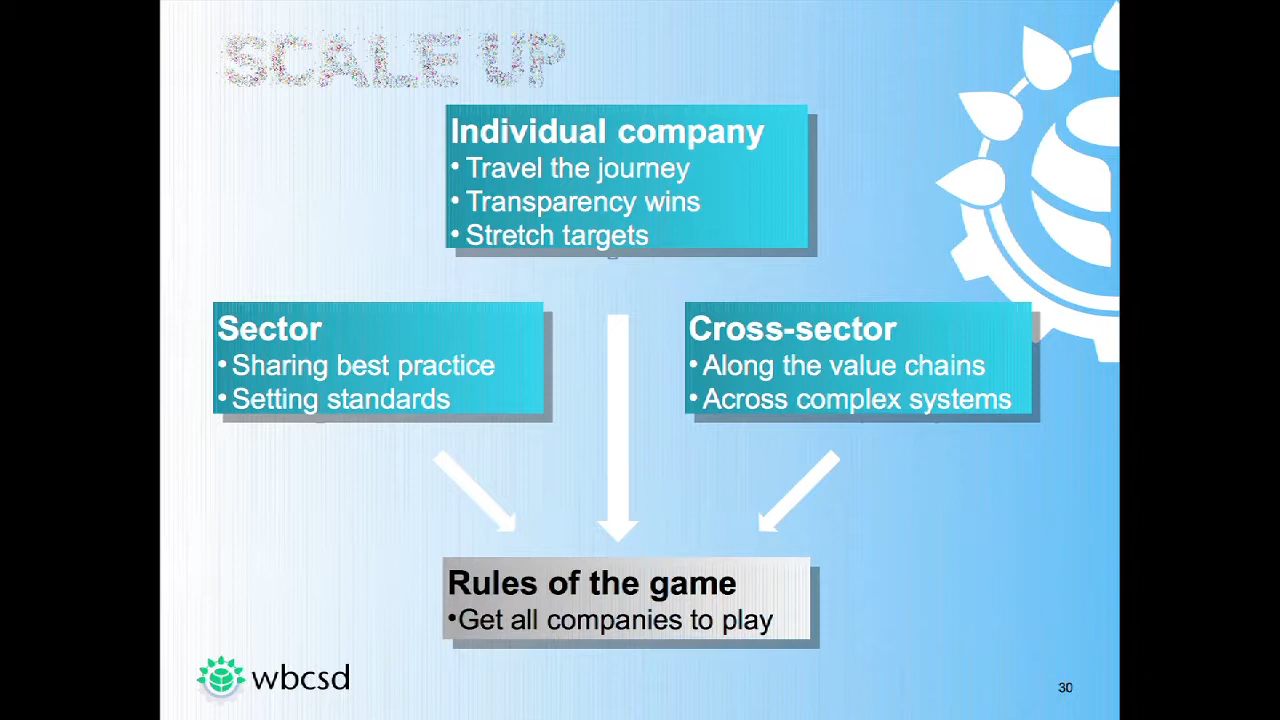 SCALE UP
Individual company
• Travel the journey
• Transparency wins
• Stretch targets
Sector
• Sharing best practice
• Setting standards
Cross-sector
• Along the value chains
• Across complex systems
Rules of the game
•Get all companies to play
wbcsd
30